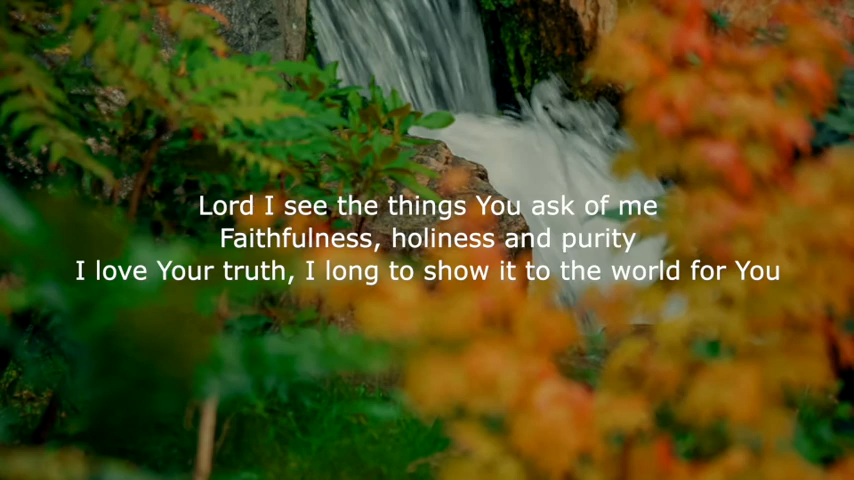 Lord I see the things You ask of me
Faithfulness, holiness and purity
I love Your truth, I long to show it to the world for You